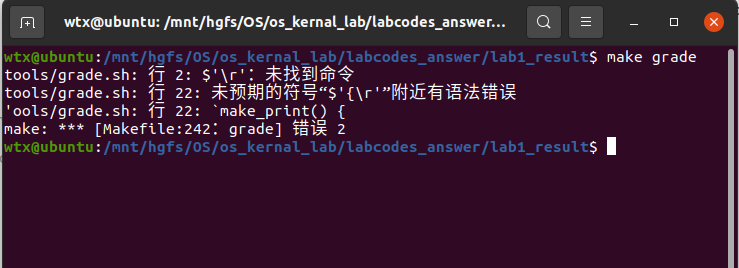 wtx@ubuntu: /mnt/hgfs/OS/os_kernal_lab/labcodes_answer...
wtx@ubuntu:/mnt/hgfs/OS/os_kernal_lab/labcodes_answer/lab1_result$ make grade
tools/grade.sh: 行 2: $'\r'：未找到命令
tools/grade.sh: 行 22: 未预期的符号“$'{\r'”附近有语法错误
'ools/grade.sh: 行 22: `make_print() {
make: *** [Makefile:242：grade] 错误 2
wtx@ubuntu:/mnt/hgfs/OS/os_kernal_lab/labcodes_answer/lab1_result$